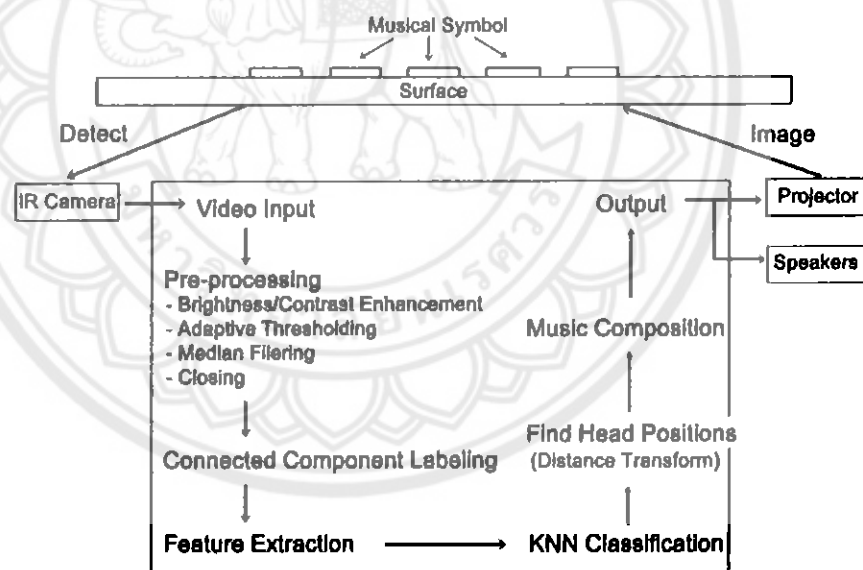 Musical Symbol
Surface
Detect
Image
IR Camera
Video Input
Output
Projector
Speakers
Pre-processing
- Brightness/Contrast Enhancement
- Adaptive Thresholding
- Median Filering
- Closing
Music Composition
Connected Component Labeling
Find Head Positions
(Distance Transform)
Feature Extraction
KNN Classification